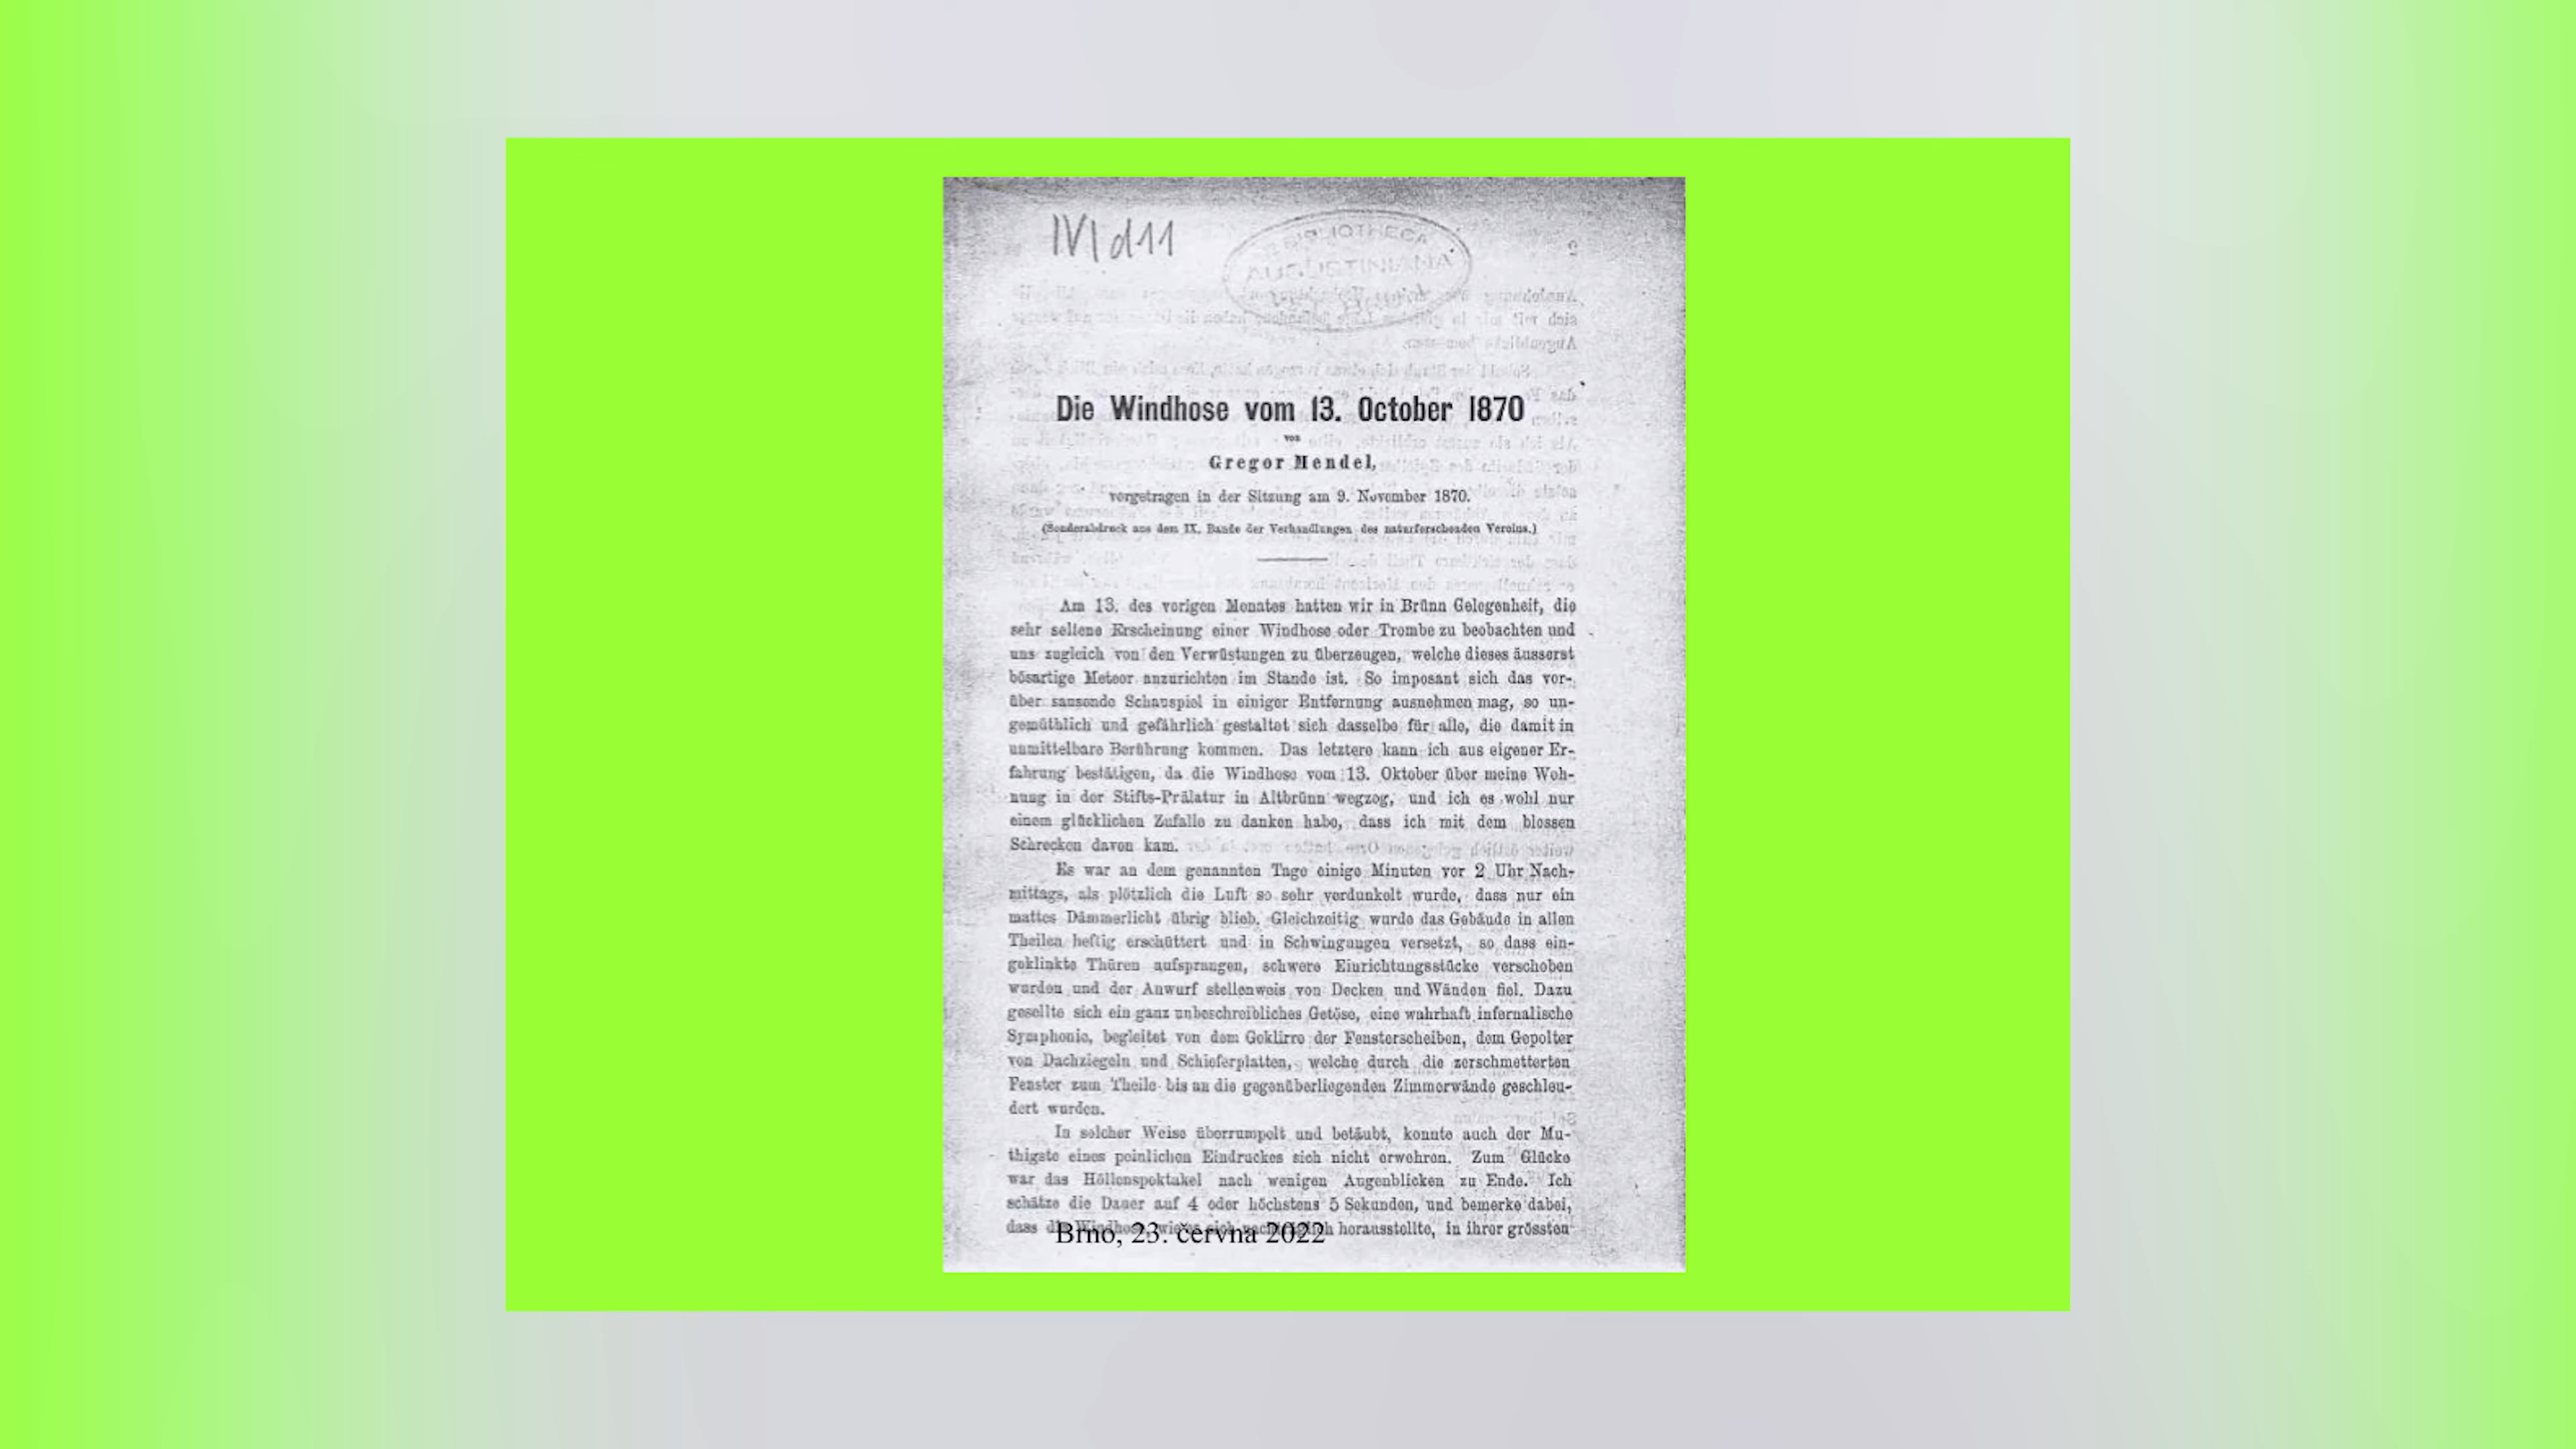 IVI d11
BIBLIOTHECA
AUGUSTINIANA
Die Windhose vom 13. October 1870
von
Gregor Mendel,
vorgetragen in der Sitzung am 9. November 1870.
(Sonderabdruck aus dem IX. Bande der Verhandlungen des naturforschenden Vereins.)
Am 13. des vorigen Monates hatten wir in Brünn Gelegenheit, die
sehr seltene Erscheinung einer Windhose oder Trombe zu beobachten und
uns zugleich von den Verwüstungen zu überzeugen, welche dieses äusserst
bösartige Meteor anzurichten im Stande ist. So imposant sich das vor-
über sausende Schauspiel in einiger Entfernung ausnehmen mag, so un-
gemüthlich und gefährlich gestaltet sich dasselbe für alle, die damit in
unmittelbare Berührung kommen. Das letztere kann ich aus eigener Er-
fahrung bestätigen, da die Windhose vom 13. Oktober über meine Woh-
nung in der Stifts-Prälatur in Altbrünn wegzog, und ich es wohl nur
einem glücklichen Zufalle zu danken habe, dass ich mit dem blossen
Schrecken davon kam.
Es war an dem genannten Tage einige Minuten vor 2 Uhr Nach-
mittags, als plötzlich die Luft so sehr verdunkelt wurde, dass nur ein
mattes Dämmerlicht übrig blieb. Gleichzeitig wurde das Gebäude in allen
Theilen heftig erschüttert und in Schwingungen versetzt, so dass ein-
geklinkte Thüren aufsprangen, schwere Einrichtungsstücke verschoben
wurden und der Anwurf stellenweis von Decken und Wänden fiel. Dazu
gesellte sich ein ganz unbeschreibliches Getöse, eine wahrhaft infernalische
Symphonie, begleitet von dem Geklirre der Fensterscheiben, dem Gepolter
von Dachziegeln und Schieferplatten, welche durch die zerschmetterten
Fenster zum Theile bis an die gegenüberliegenden Zimmerwände geschleu-
dert wurden.
In solcher Weise überrumpelt und betäubt, konnte auch der Mu-
thigste eines peinlichen Eindruckes sich nicht erwehren. Zum Glücke
war das Höllenspektakel nach wenigen Augenblicken zu Ende. Ich
schätze die Dauer auf 4 oder höchstens 5 Sekunden, und bemerke dabei,
dass die Windhose, wie es sich nachträglich herausstellte, in ihrer grössten
Brno, 23. června 2022